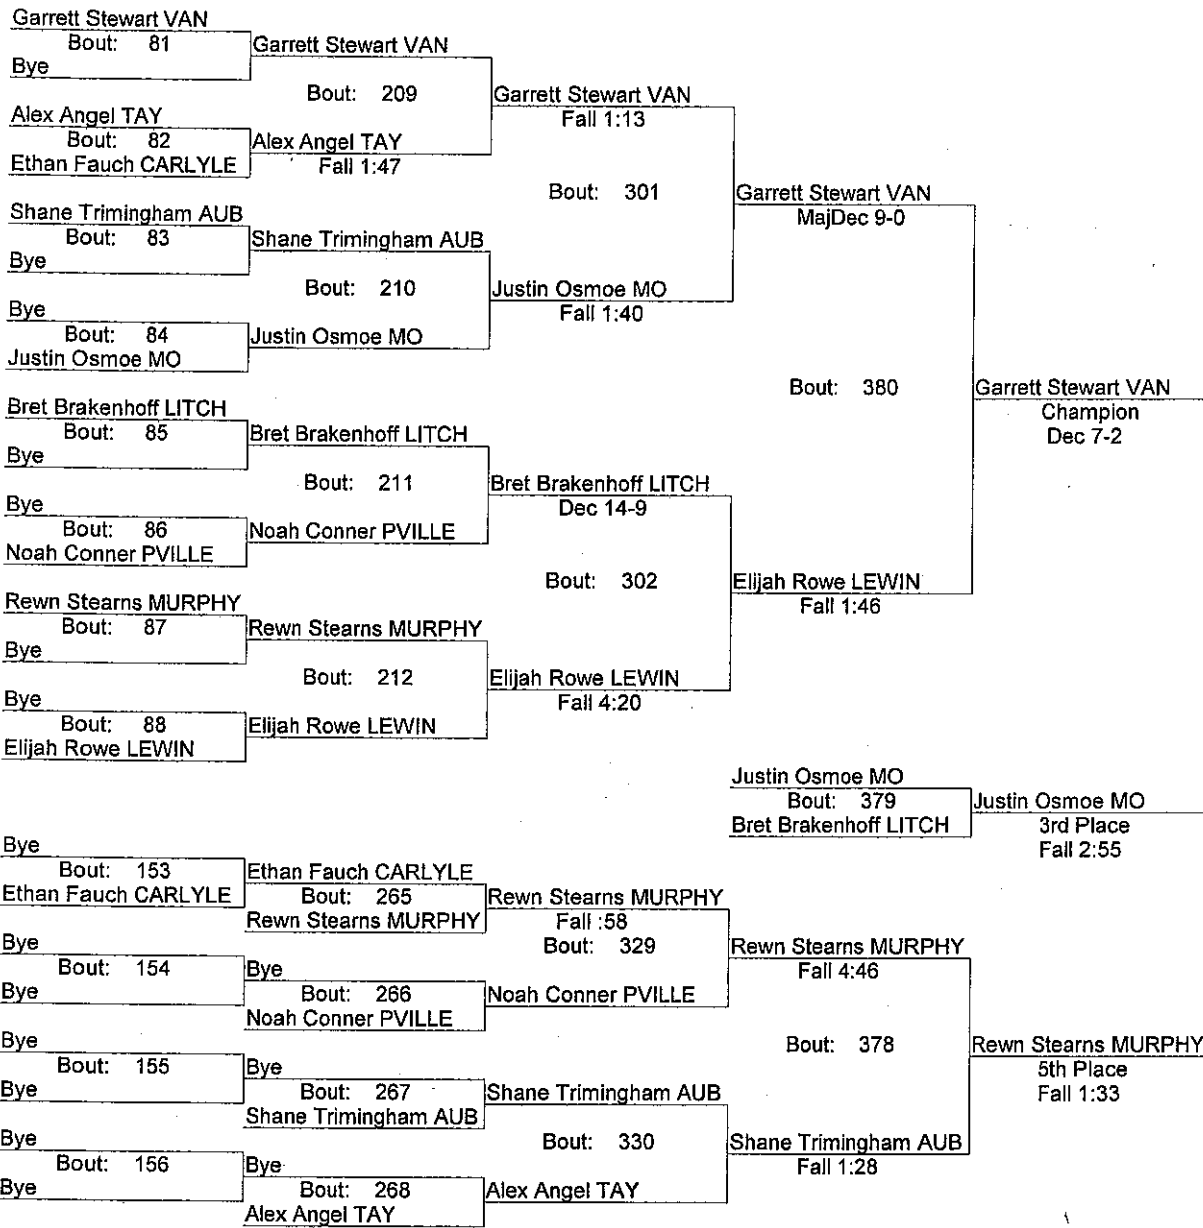 Garrett Stewart VAN
Bout: 81
Bye
Garrett Stewart VAN
Bout: 209
Alex Angel TAY
Bout: 82
Ethan Fauch CARLYLE
Alex Angel TAY
Fall 1:47
Garrett Stewart VAN
Fall 1:13
Bout: 301
Shane Trimingham AUB
Bout: 83
Bye
Shane Trimingham AUB
Bout: 210
Bye
Bout: 84
Justin Osmoe MO
Justin Osmoe MO
Justin Osmoe MO
Fall 1:40
Garrett Stewart VAN
MajDec 9-0
Bout: 380
Garrett Stewart VAN
Champion
Dec 7-2
Bret Brakenhoff LITCH
Bout: 85
Bye
Bret Brakenhoff LITCH
Bout: 211
Bye
Bout: 86
Noah Conner PVILLE
Noah Conner PVILLE
Bret Brakenhoff LITCH
Dec 14-9
Bout: 302
Rewn Stearns MURPHY
Bout: 87
Bye
Rewn Stearns MURPHY
Bout: 212
Bye
Bout: 88
Elijah Rowe LEWIN
Elijah Rowe LEWIN
Elijah Rowe LEWIN
Fall 4:20
Elijah Rowe LEWIN
Fall 1:46
Justin Osmoe MO
Bout: 379
Bret Brakenhoff LITCH
Justin Osmoe MO
3rd Place
Fall 2:55
Bye
Bout: 153
Ethan Fauch CARLYLE
Ethan Fauch CARLYLE
Bout: 265
Rewn Stearns MURPHY
Rewn Stearns MURPHY
Fall :58
Bout: 329
Bye
Bout: 154
Bye
Bye
Bout: 266
Noah Conner PVILLE
Noah Conner PVILLE
Rewn Stearns MURPHY
Fall 4:46
Bout: 378
Rewn Stearns MURPHY
5th Place
Fall 1:33
Bye
Bout: 155
Bye
Bye
Bout: 267
Shane Trimingham AUB
Shane Trimingham AUB
Bout: 330
Shane Trimingham AUB
Fall 1:28
Bye
Bout: 156
Bye
Bye
Bout: 268
Alex Angel TAY
Alex Angel TAY